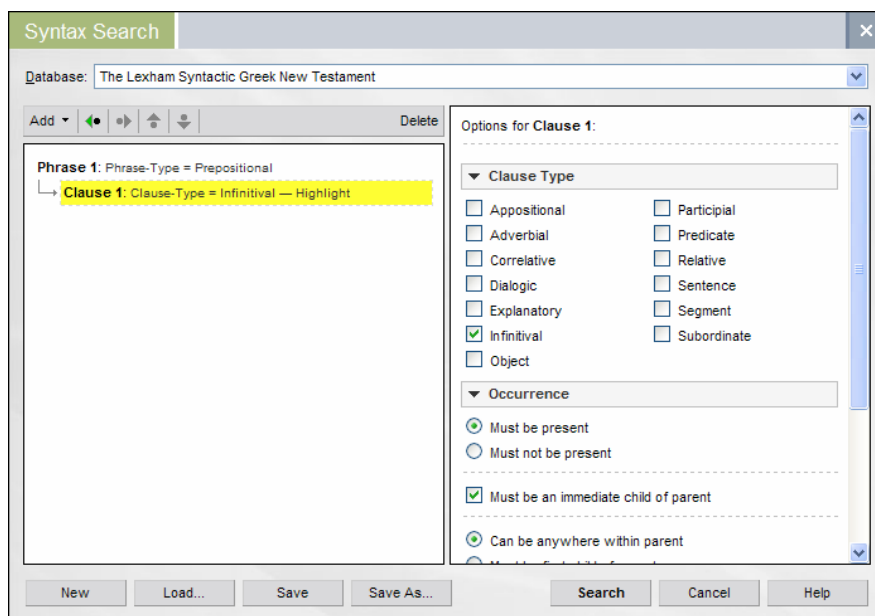 Syntax Search
Database: The Lexham Syntactic Greek New Testament
Add Delete
Phrase 1: Phrase-Type = Prepositional
Clause 1: Clause-Type = Infinitival — Highlight
Options for Clause 1:
Clause Type
Appositional Participial
Adverbial Predicate
Correlative Relative
Dialogic Sentence
Explanatory Segment
Infinitival Subordinate
Object
Occurrence
Must be present
Must not be present
Must be an immediate child of parent
Can be anywhere within parent
New Load... Save Save As... Search Cancel Help